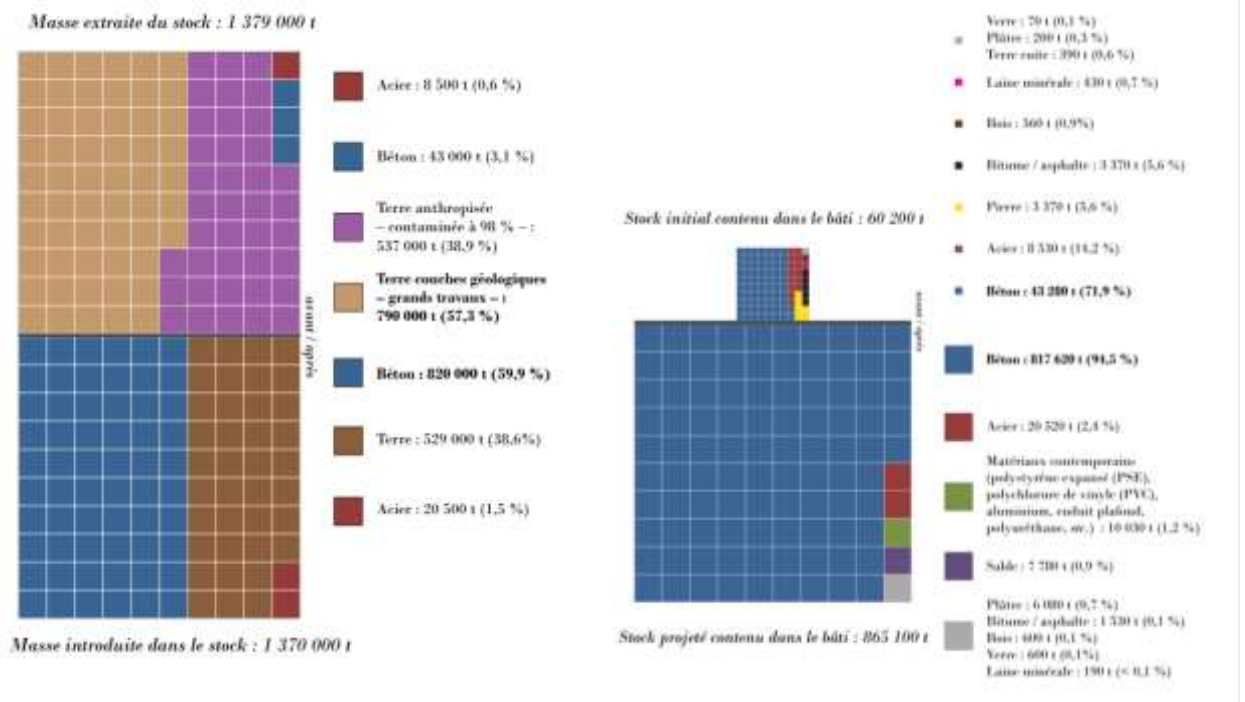 Masse extraite du stock : 1 379 000 t
Acier : 8 500 t (0,6 %)
Béton : 43 000 t (3,1 %)
Terre anthropisée
– contaminée à 98 % – :
537 000 t (38,9 %)
Terre couches géologiques
– grands travaux – :
790 000 t (57,3 %)
avant / après
Béton : 820 000 t (59,9 %)
Terre : 529 000 t (38,6%)
Acier : 20 500 t (1,5 %)
Masse introduite dans le stock : 1 370 000 t
Stock initial contenu dans le bâti : 60 200 t
Verre : 70 t (0,1 %)
Plâtre : 200 t (0,3 %)
Terre cuite : 390 t (0,6 %)
Laine minérale : 430 t (0,7 %)
Bois : 560 t (0,9%)
Bitume / asphalte : 3 370 t (5,6 %)
Pierre : 3 370 t (5,6 %)
Acier : 8 530 t (14,2 %)
Béton : 43 280 t (71,9 %)
avant / après
Béton : 817 620 t (94,5 %)
Acier : 20 520 t (2,4 %)
Matériaux contemporains
(polystyrène expansé (PSE),
polychlorure de vinyle (PVC),
aluminium, enduit plafond,
polyuréthane, etc.) : 10 030 t (1,2 %)
Sable : 7 780 t (0,9 %)
Plâtre : 6 080 t (0,7 %)
Bitume / asphalte : 1 530 t (0,1 %)
Bois : 600 t (0,1 %)
Verre : 600 t (0,1%)
Laine minérale : 190 t (< 0,1 %)
Stock projeté contenu dans le bâti : 865 100 t